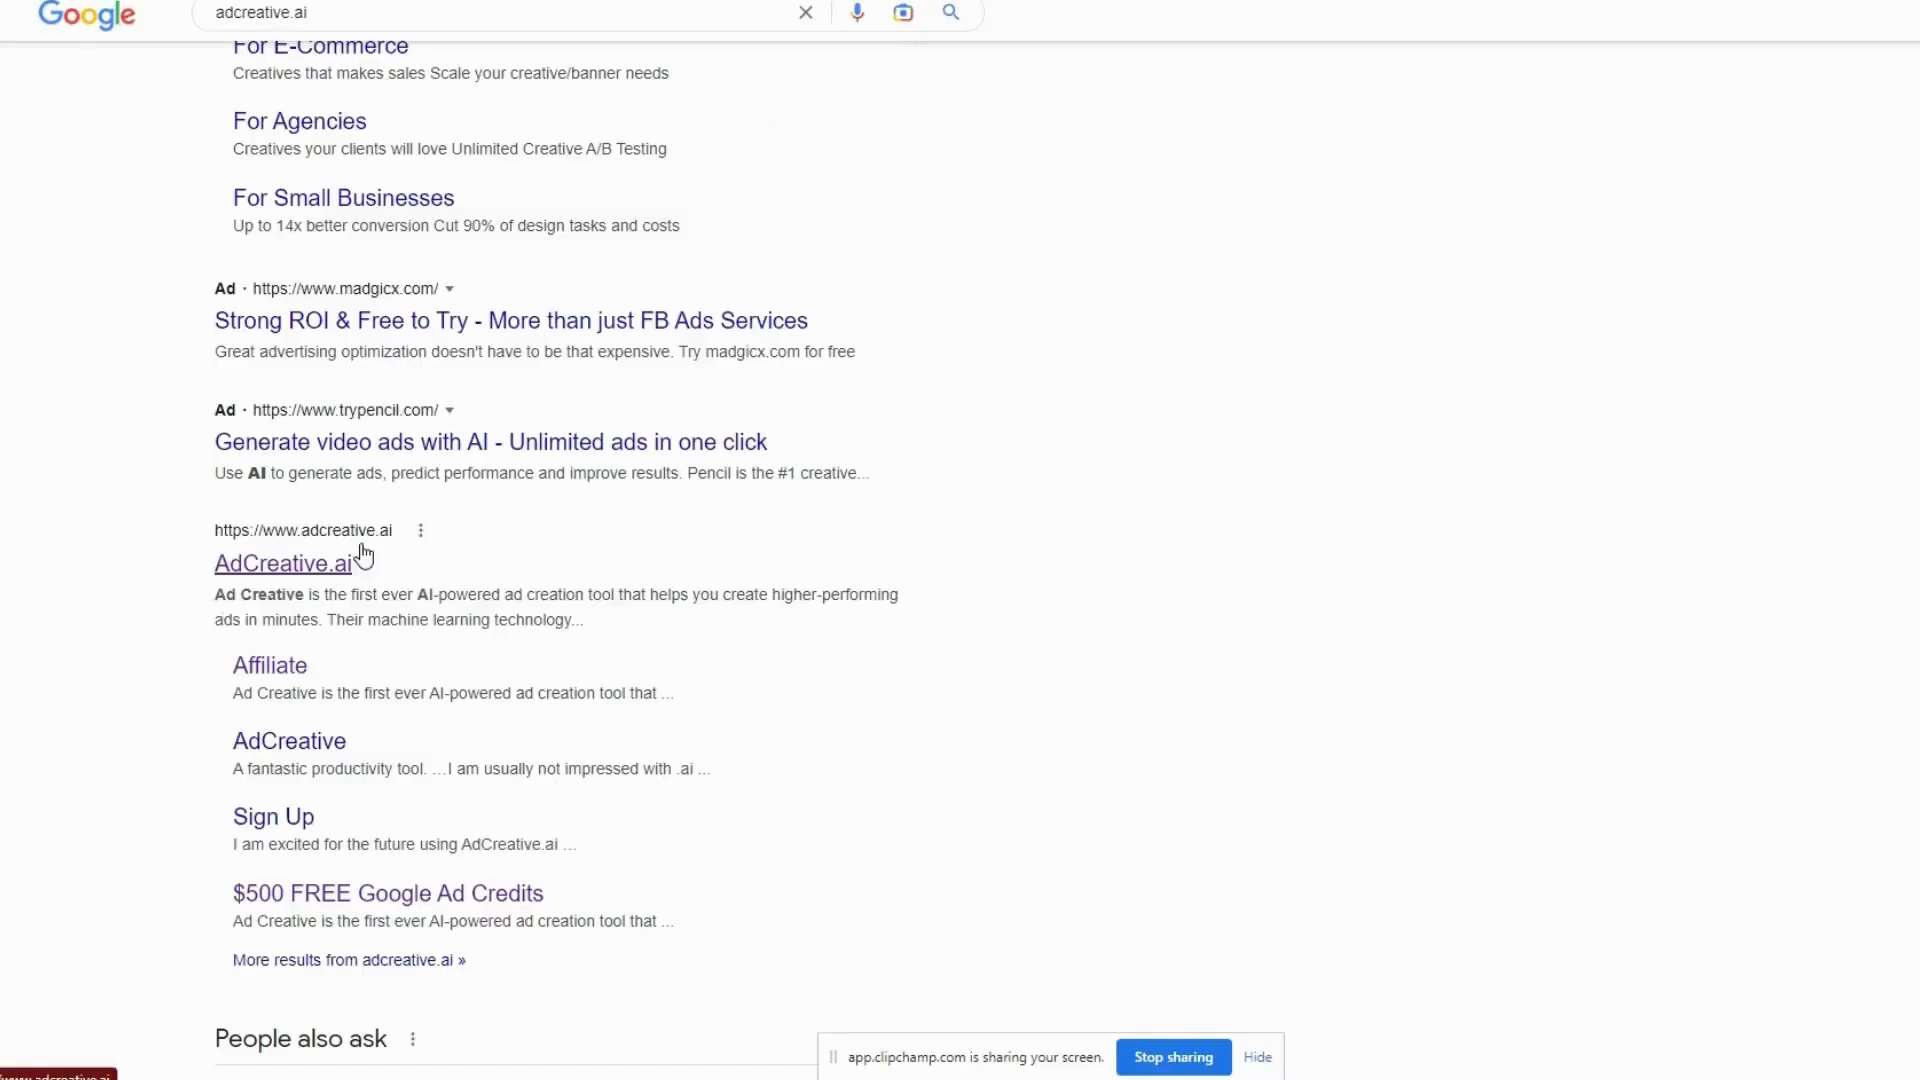 Google
adcreative.ai
For E-Commerce
Creatives that makes sales Scale your creative/banner needs
For Agencies
Creatives your clients will love Unlimited Creative A/B Testing
For Small Businesses
Up to 14x better conversion Cut 90% of design tasks and costs
Ad · https://www.madgicx.com/
Strong ROI & Free to Try - More than just FB Ads Services
Great advertising optimization doesn't have to be that expensive. Try madgicx.com for free
Ad · https://www.trypencil.com/
Generate video ads with AI - Unlimited ads in one click
Use AI to generate ads, predict performance and improve results. Pencil is the #1 creative...
https://www.adcreative.ai
AdCreative.ai
Ad Creative is the first ever AI-powered ad creation tool that helps you create higher-performing
ads in minutes. Their machine learning technology...
Affiliate
Ad Creative is the first ever AI-powered ad creation tool that ...
AdCreative
A fantastic productivity tool. …I am usually not impressed with .ai ...
Sign Up
I am excited for the future using AdCreative.ai …
$500 FREE Google Ad Credits
Ad Creative is the first ever AI-powered ad creation tool that ...
More results from adcreative.ai »
People also ask
app.clipchamp.com is sharing your screen.
Stop sharing
Hide